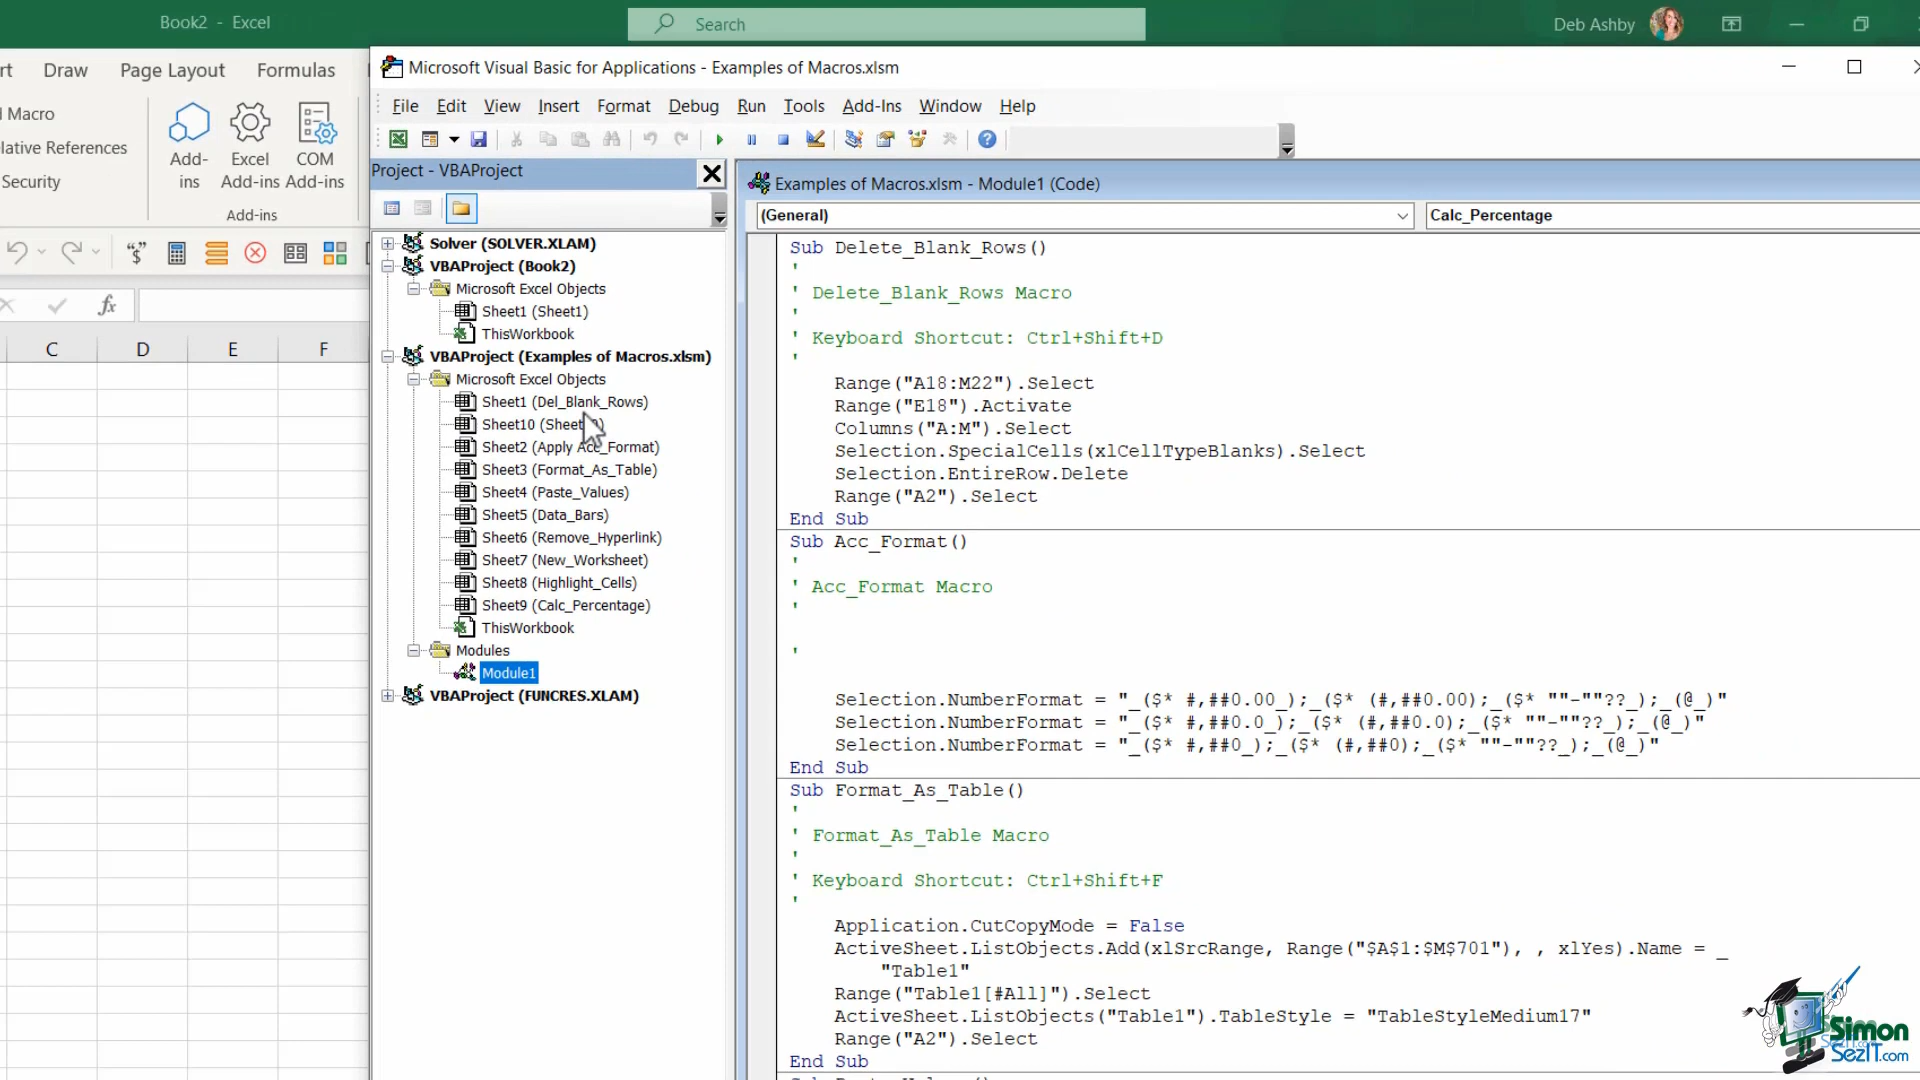 Book2 - Excel
Search
Deb Ashby
Draw
Page Layout
Formulas
Macro
lative References
Security
Add-
ins
Excel
Add-ins
COM
Add-ins
Add-ins
fx
C D E F
Microsoft Visual Basic for Applications - Examples of Macros.xlsm
File Edit View Insert Format Debug Run Tools Add-Ins Window Help
Project - VBAProject
Solver (SOLVER.XLAM)
VBAProject (Book2)
Microsoft Excel Objects
Sheet1 (Sheet1)
ThisWorkbook
VBAProject (Examples of Macros.xlsm)
Microsoft Excel Objects
Sheet1 (Del_Blank_Rows)
Sheet10 (Sheet
Sheet2 (Apply Acc_Format)
Sheet3 (Format_As_Table)
Sheet4 (Paste_Values)
Sheet5 (Data_Bars)
Sheet6 (Remove_Hyperlink)
Sheet7 (New_Worksheet)
Sheet8 (Highlight_Cells)
Sheet9 (Calc_Percentage)
ThisWorkbook
Modules
Module1
VBAProject (FUNCRES.XLAM)
Examples of Macros.xlsm - Module1 (Code)
(General)
Calc_Percentage
Sub Delete_Blank_Rows()
'
' Delete_Blank_Rows Macro
'
' Keyboard Shortcut: Ctrl+Shift+D
'
Range("A18:M22").Select
Range("E18").Activate
Columns("A:M").Select
Selection.SpecialCells(xlCellTypeBlanks).Select
Selection.EntireRow.Delete
Range("A2").Select
End Sub
Sub Acc_Format()
'
' Acc_Format Macro
'
'
Selection.NumberFormat = "_($* #,##0.00_);_($* (#,##0.00);_($* ""-""??_);_(@_)"
Selection.NumberFormat = "_($* #,##0.0_);_($* (#,##0.0);_($* ""-""??_);_(@_)"
Selection.NumberFormat = "_($* #,##0_);_($* (#,##0);_($* ""-""??_);_(@_)"
End Sub
Sub Format_As_Table()
'
' Format_As_Table Macro
'
' Keyboard Shortcut: Ctrl+Shift+F
'
Application.CutCopyMode = False
ActiveSheet.ListObjects.Add(xlSrcRange, Range("$A$1:$M$701"), , xlYes).Name = _
"Table1"
Range("Table1[#All]").Select
ActiveSheet.ListObjects("Table1").TableStyle = "TableStyleMedium17"
Range("A2").Select
End Sub
Simon
SezIT.com